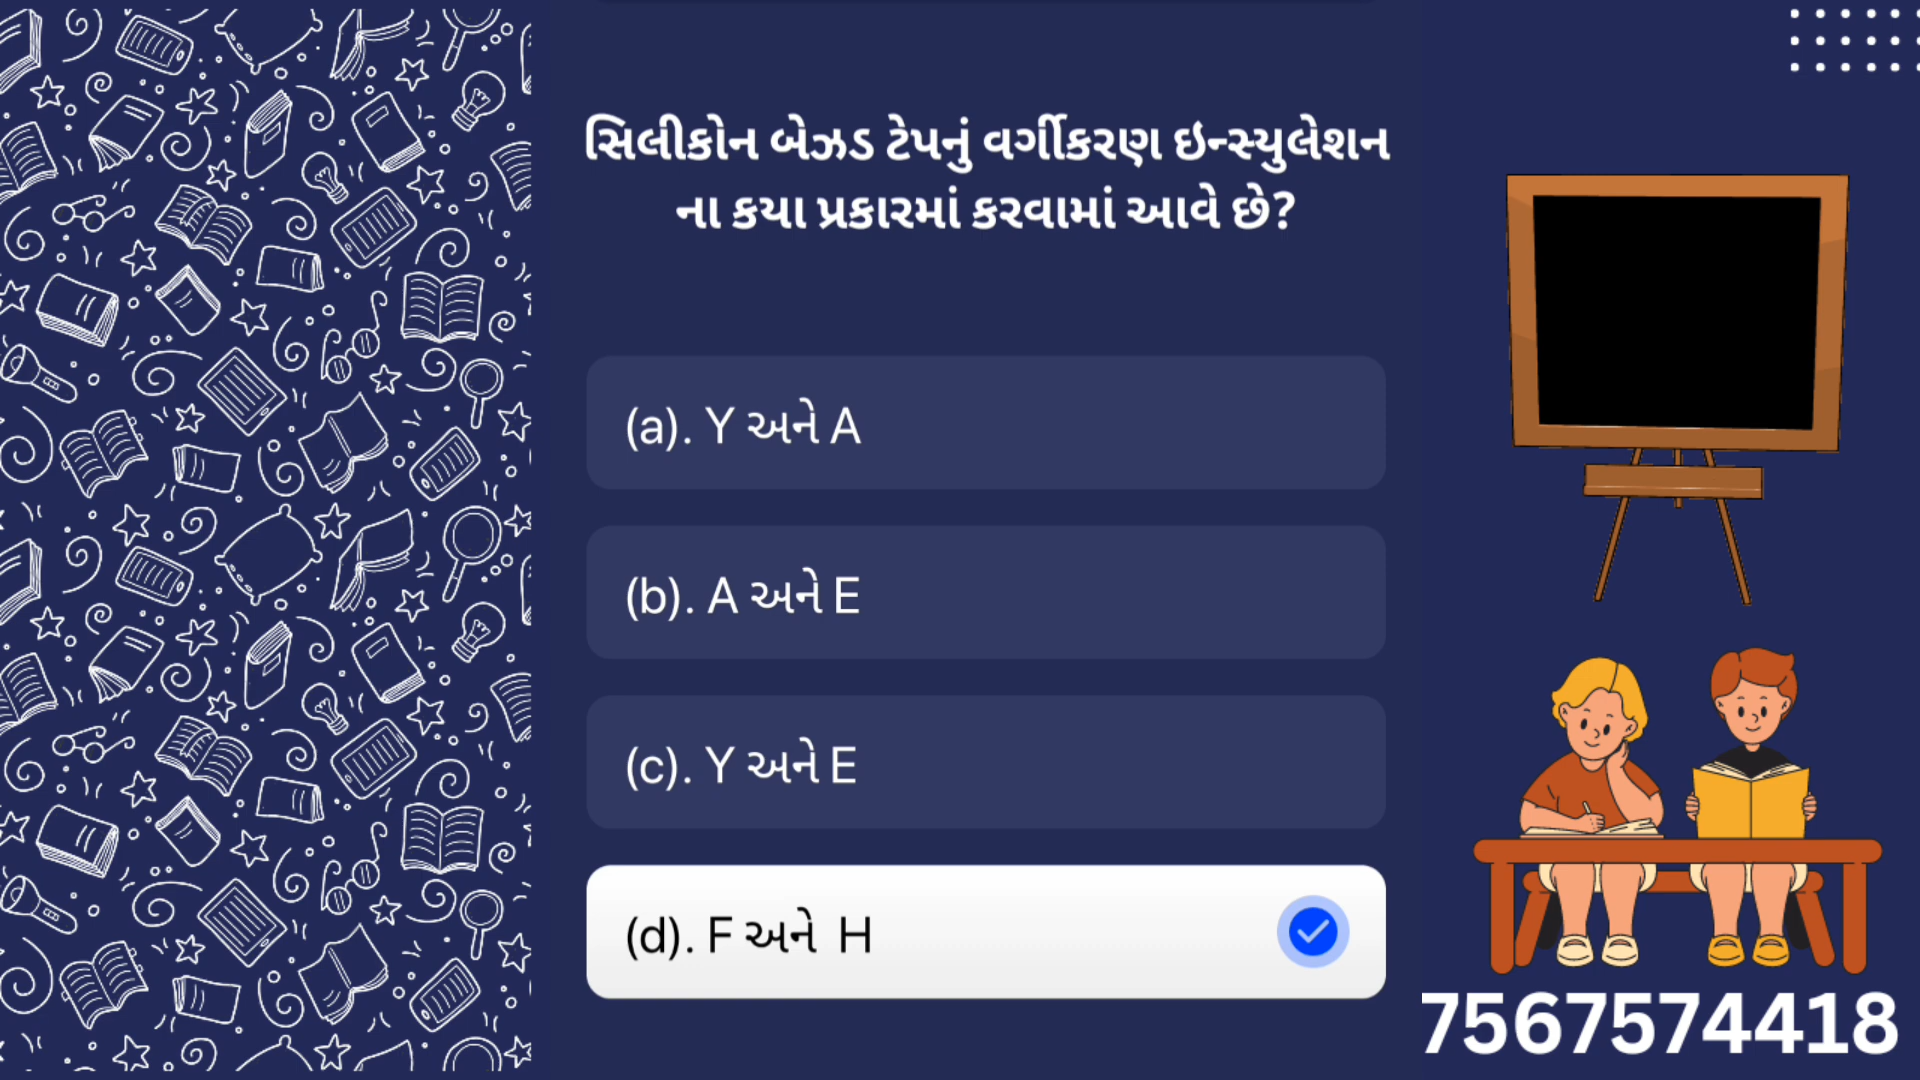 સિલીકોન બેઝડ ટેપનું વર્ગીકરણ ઇન્સ્યુલેશન
ના કયા પ્રકારમાં કરવામાં આવે છે?
(a). Y અને A
(b). A અને E
(c). Y અને E
(d). F અને H
7567574418